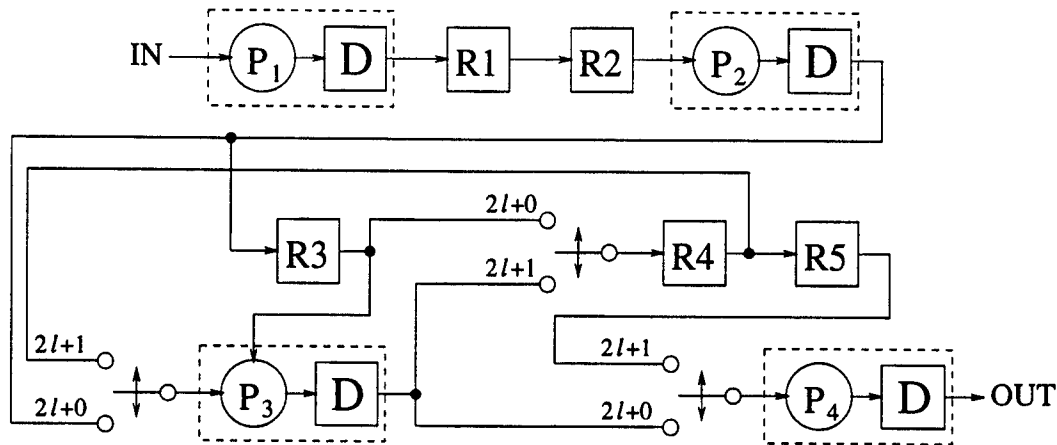 IN P1 D R1 R2 P2 D
2l+0
R3 R4 R5
2l+1
2l+1 2l+1
P3 D P4 D OUT
2l+0 2l+0